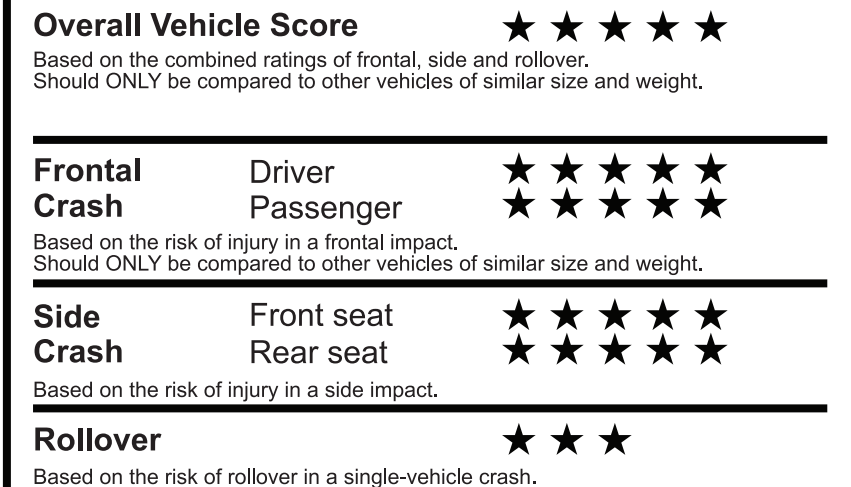 Overall Vehicle Score ★ ★ ★ ★ ★
Based on the combined ratings of frontal, side and rollover.
Should ONLY be compared to other vehicles of similar size and weight.
Frontal Driver ★ ★ ★ ★ ★
Crash Passenger ★ ★ ★ ★ ★
Based on the risk of injury in a frontal impact.
Should ONLY be compared to other vehicles of similar size and weight.
Side Front seat ★ ★ ★ ★ ★
Crash Rear seat ★ ★ ★ ★ ★
Based on the risk of injury in a side impact.
Rollover ★ ★ ★
Based on the risk of rollover in a single-vehicle crash.